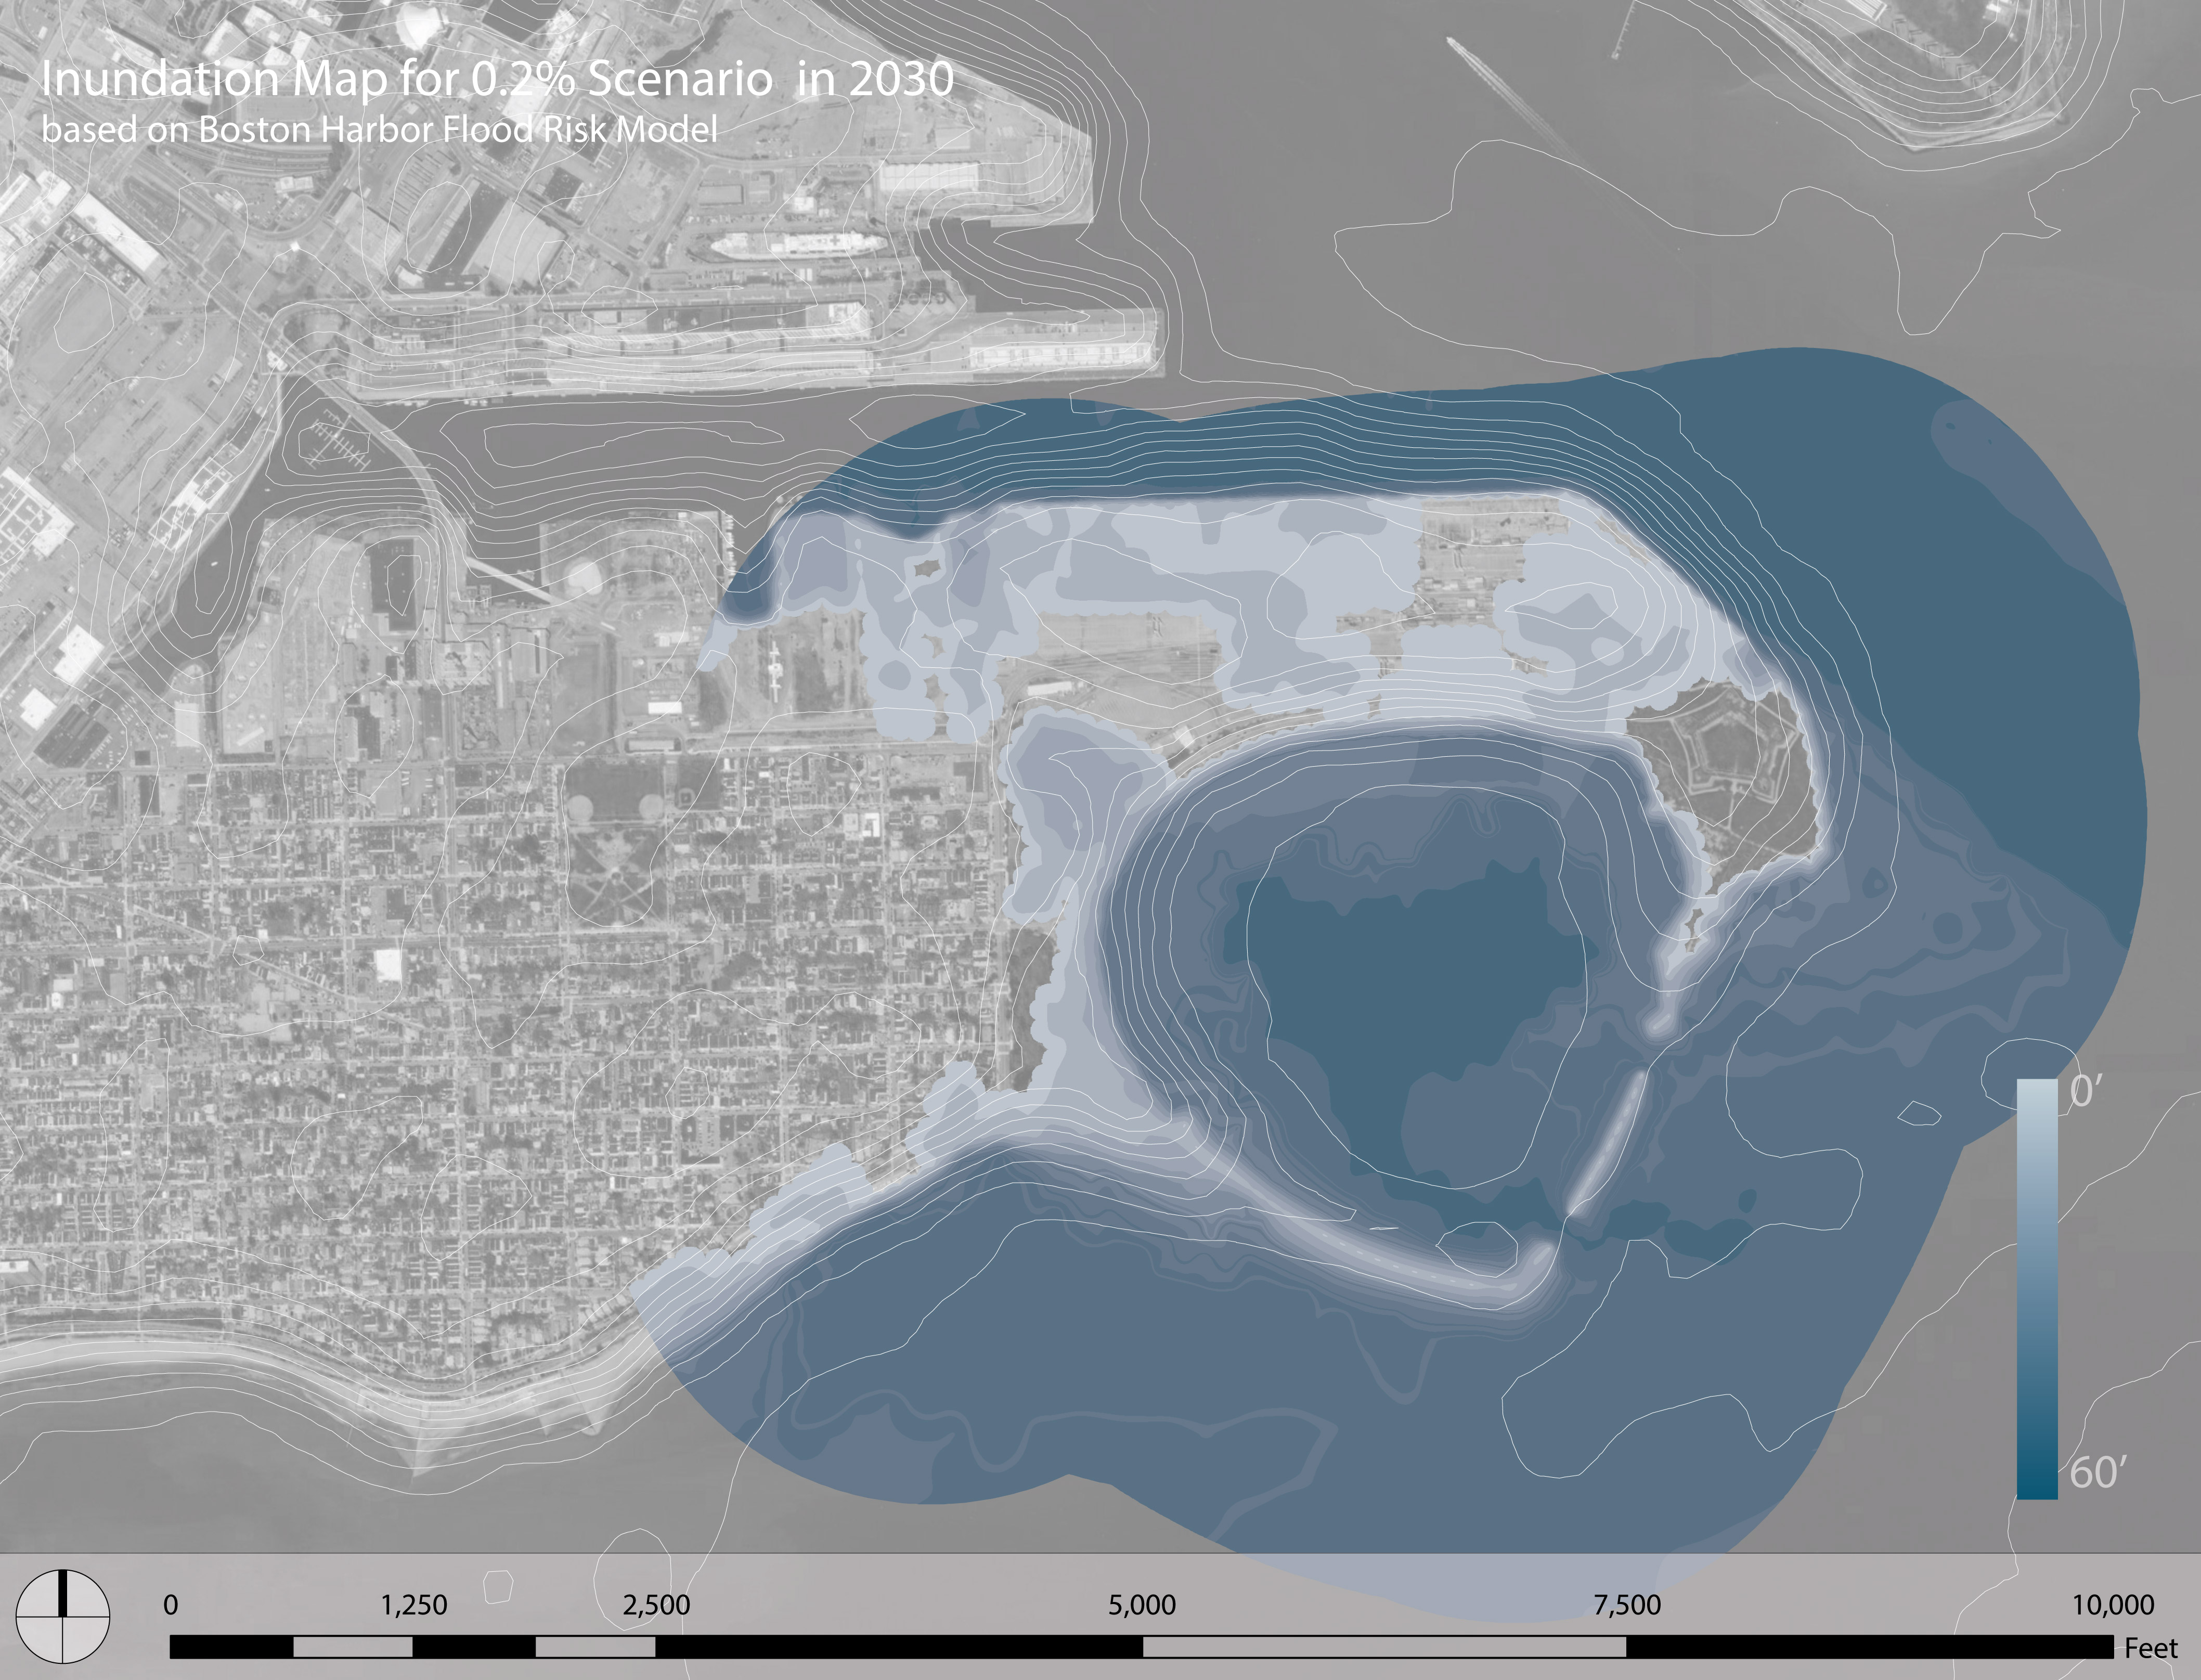 Inundation Map for 0.2% Scenario  in 2030
based on Boston Harbor Flood Risk Model
0’
60’
0 1,250 2,500 5,000 7,500 10,000
Feet